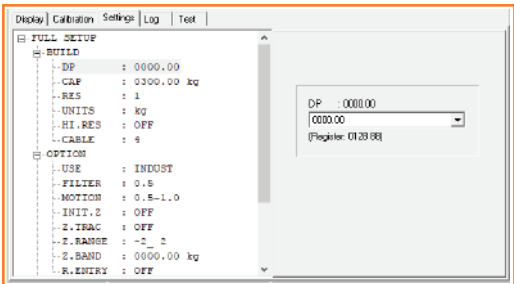 Display Calibration Settings Log Test
FULL SETUP
BUILD
DP : 0000.00
CAP : 0300.00 kg
RES : 1
UNITS : kg
HI.RES : OFF
CABLE : 4
OPTION
USE : INDUST
FILTER : 0.5
MOTION : 0.5-1.0
INIT.Z : OFF
Z.TRAC : OFF
Z.RANGE : -2_ 2
Z.BAND : 0000.00 kg
R.ENTRY : OFF
DP : 0000.00
0000.00
(Register: 0128 88)